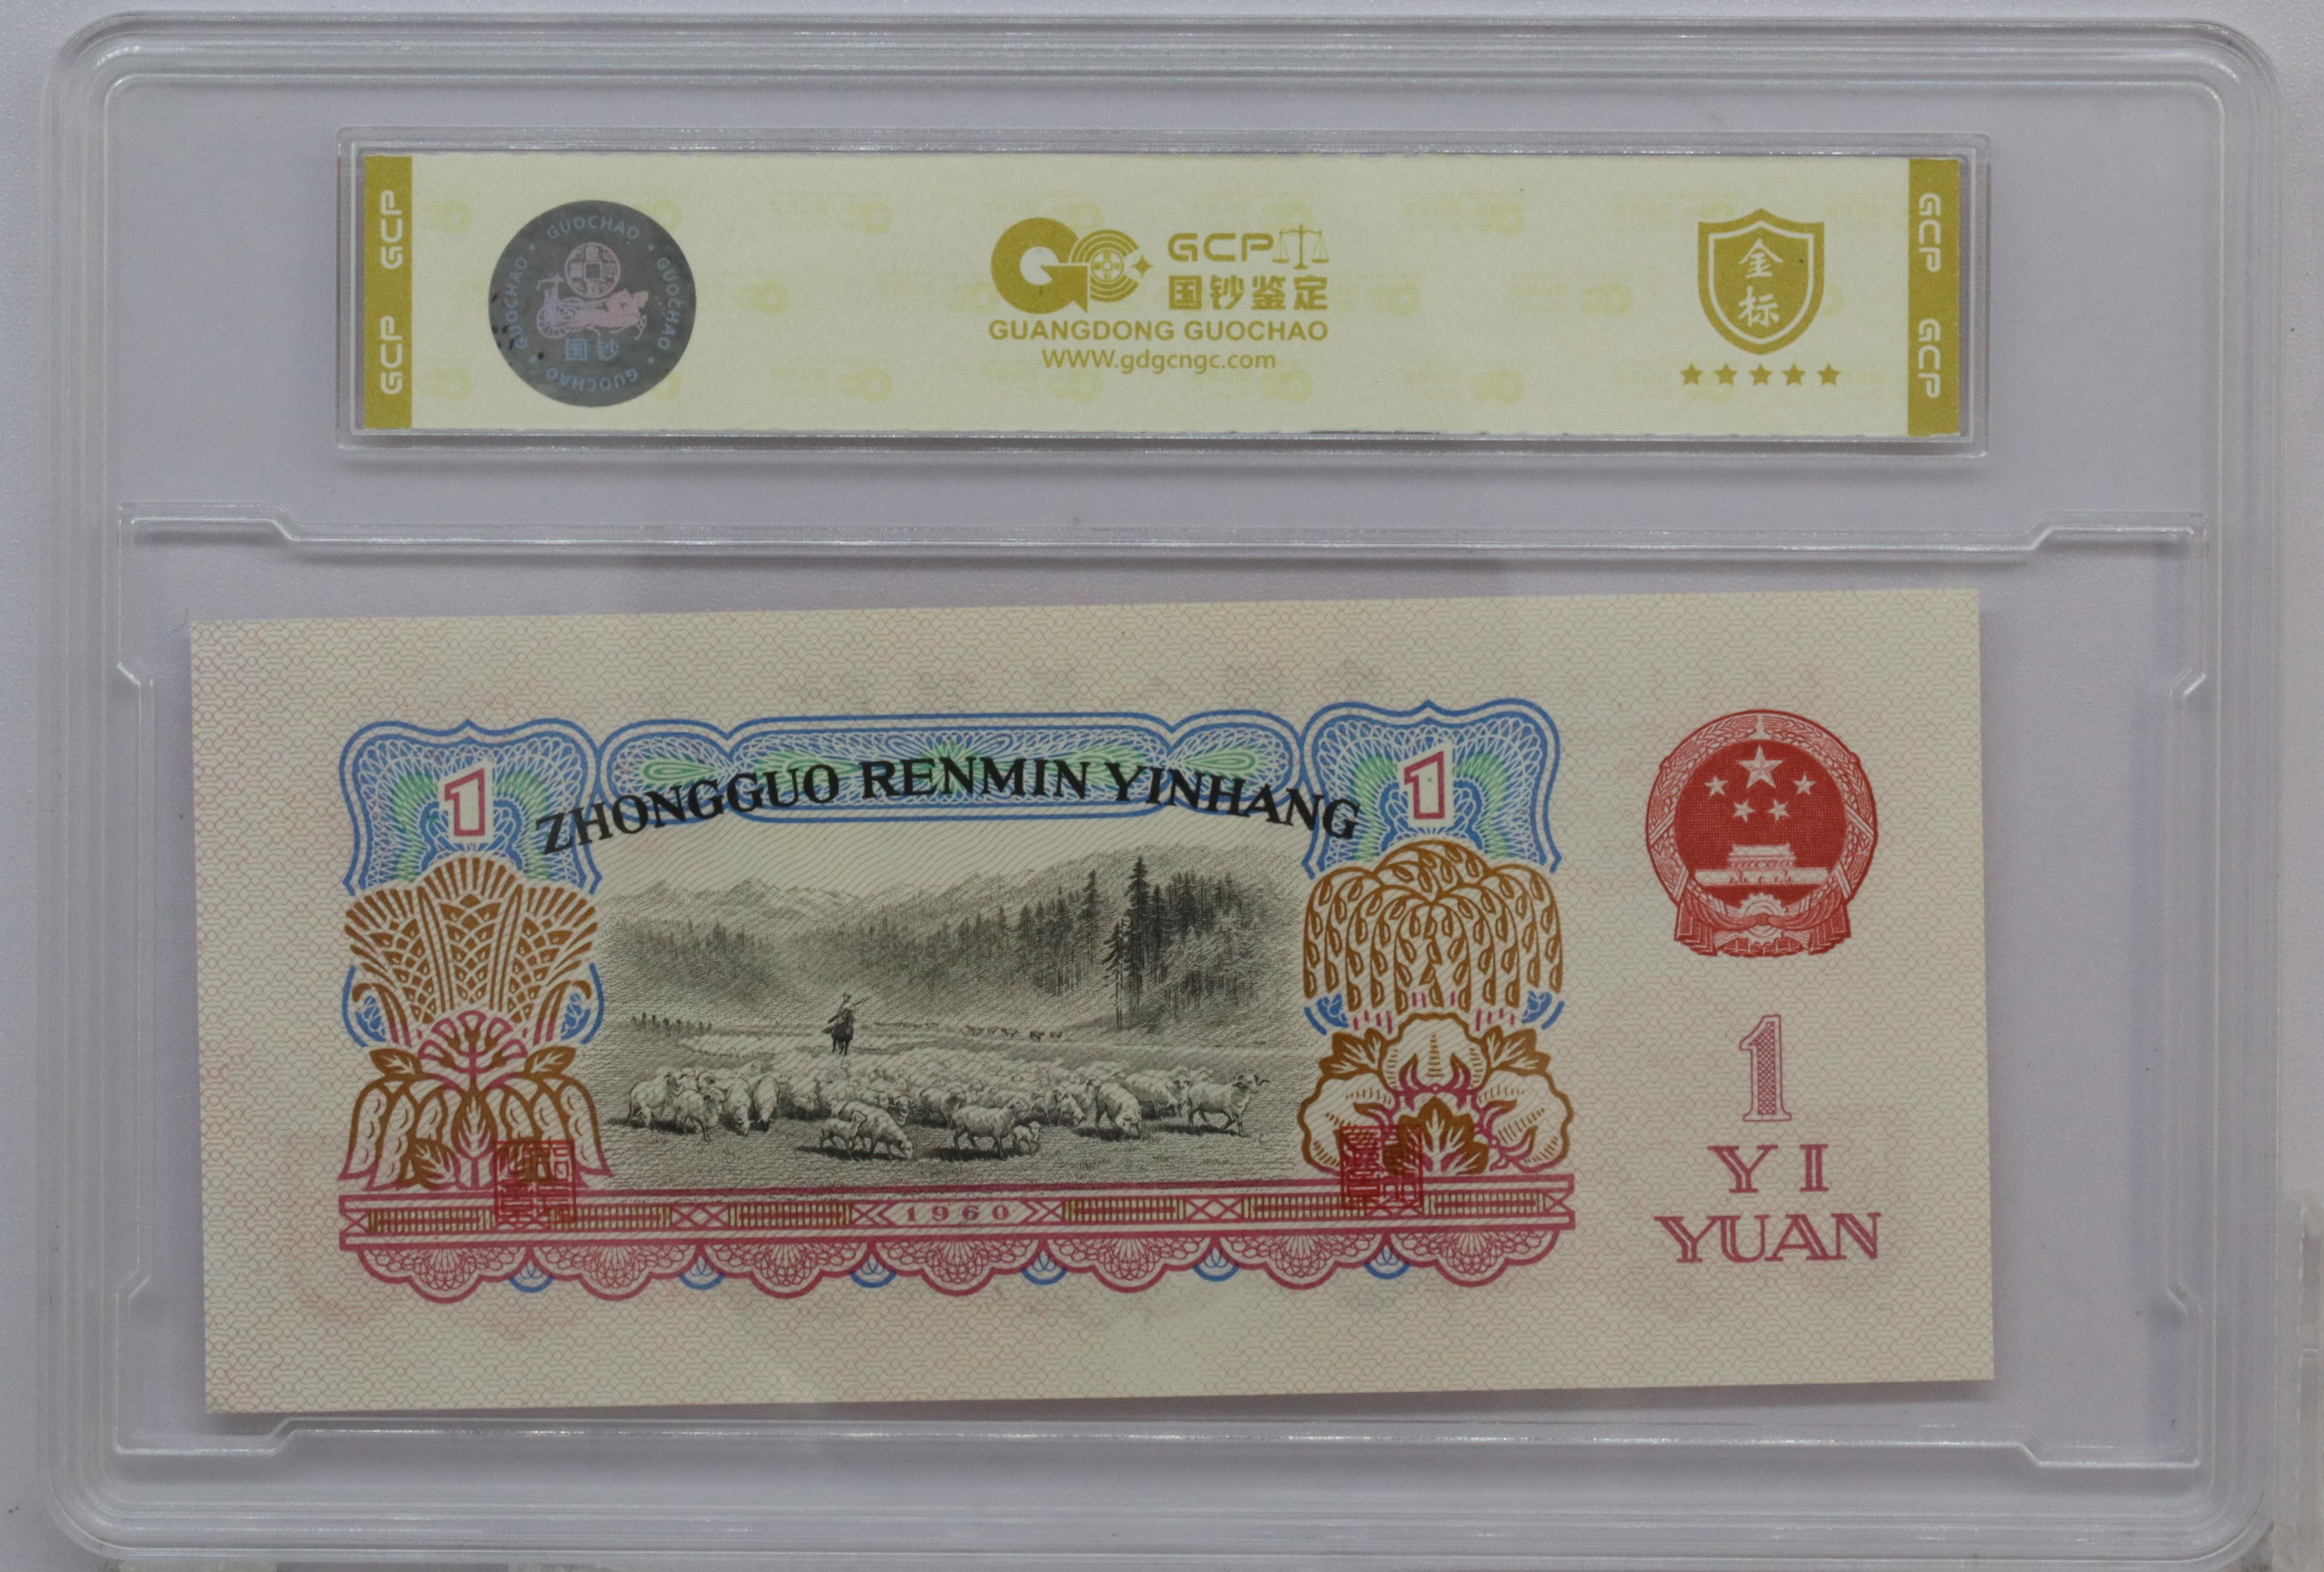 GCP GCP
GUOCHAO GUOCHAO GUOCHAO GUOCHAO
国钞
GCP
国钞鉴定
GUANGDONG GUOCHAO
WWW.gdgcngc.com
金
标
GCP GCP
1
1
ZHONGGUO RENMIN YINHANG
1960
1
YI
YUAN